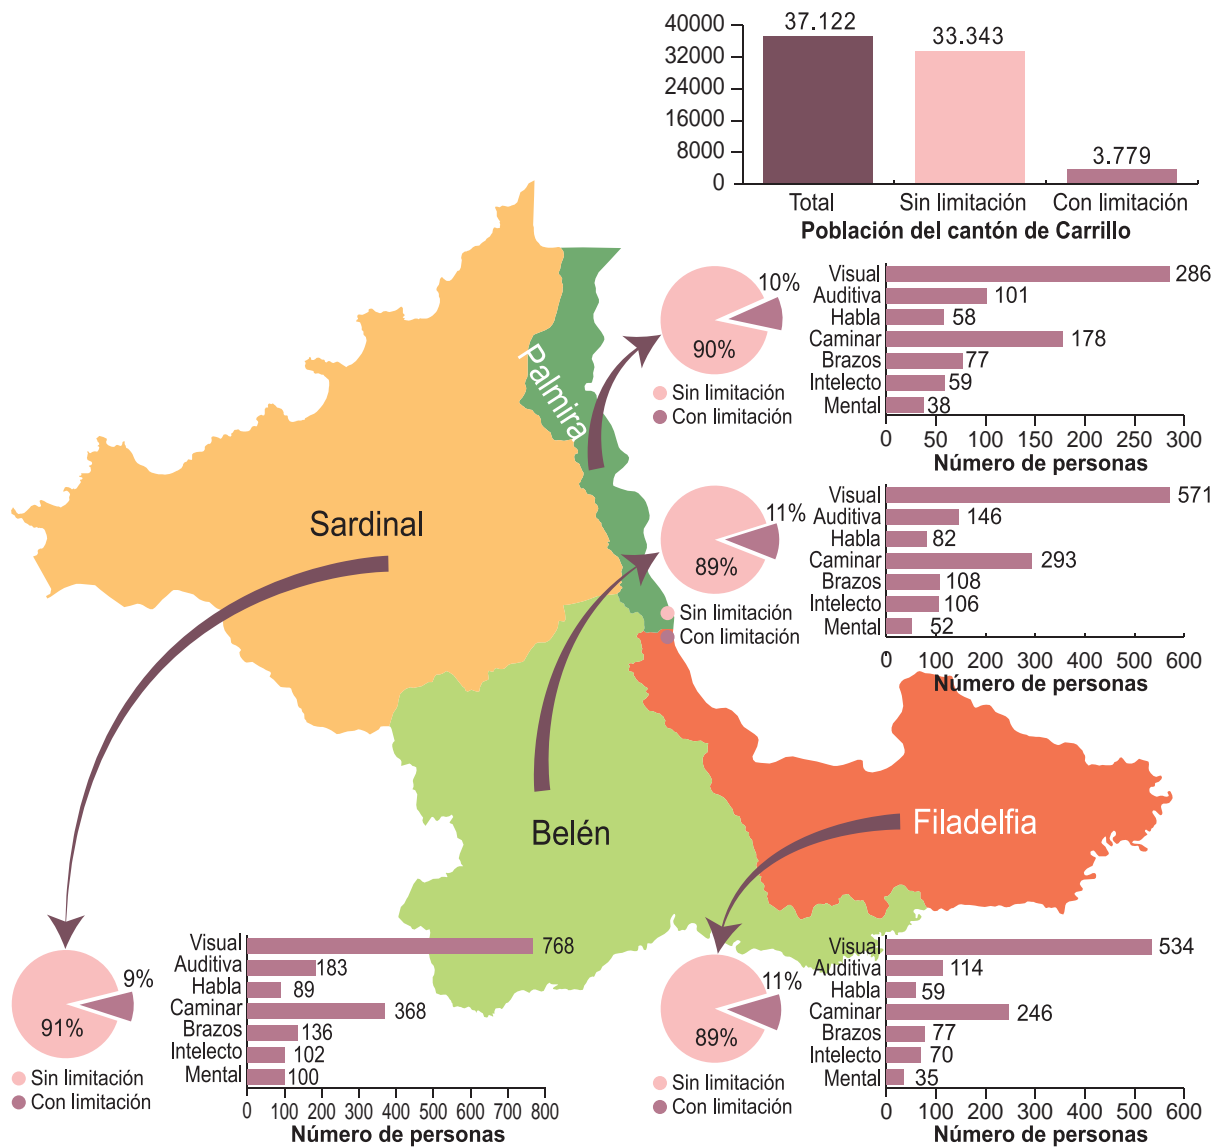 40000
32000
24000
16000
8000
0
37.122
33.343
3.779
Total
Sin limitación
Con limitación
Población del cantón de Carrillo
10%
90%
Sin limitación
Con limitación
Visual 286
Auditiva 101
Habla 58
Caminar 178
Brazos 77
Intelecto 59
Mental 38
0 50 100 150 200 250 300
Número de personas
11%
89%
Sin limitación
Con limitación
Visual 571
Auditiva 146
Habla 82
Caminar 293
Brazos 108
Intelecto 106
Mental 52
0 100 200 300 400 500 600
Número de personas
Palmira
Sardinal
Belén
Filadelfia
9%
91%
Sin limitación
Con limitación
Visual 768
Auditiva 183
Habla 89
Caminar 368
Brazos 136
Intelecto 102
Mental 100
0 100 200 300 400 500 600 700 800
Número de personas
11%
89%
Sin limitación
Con limitación
Visual 534
Auditiva 114
Habla 59
Caminar 246
Brazos 77
Intelecto 70
Mental 35
0 100 200 300 400 500 600
Número de personas